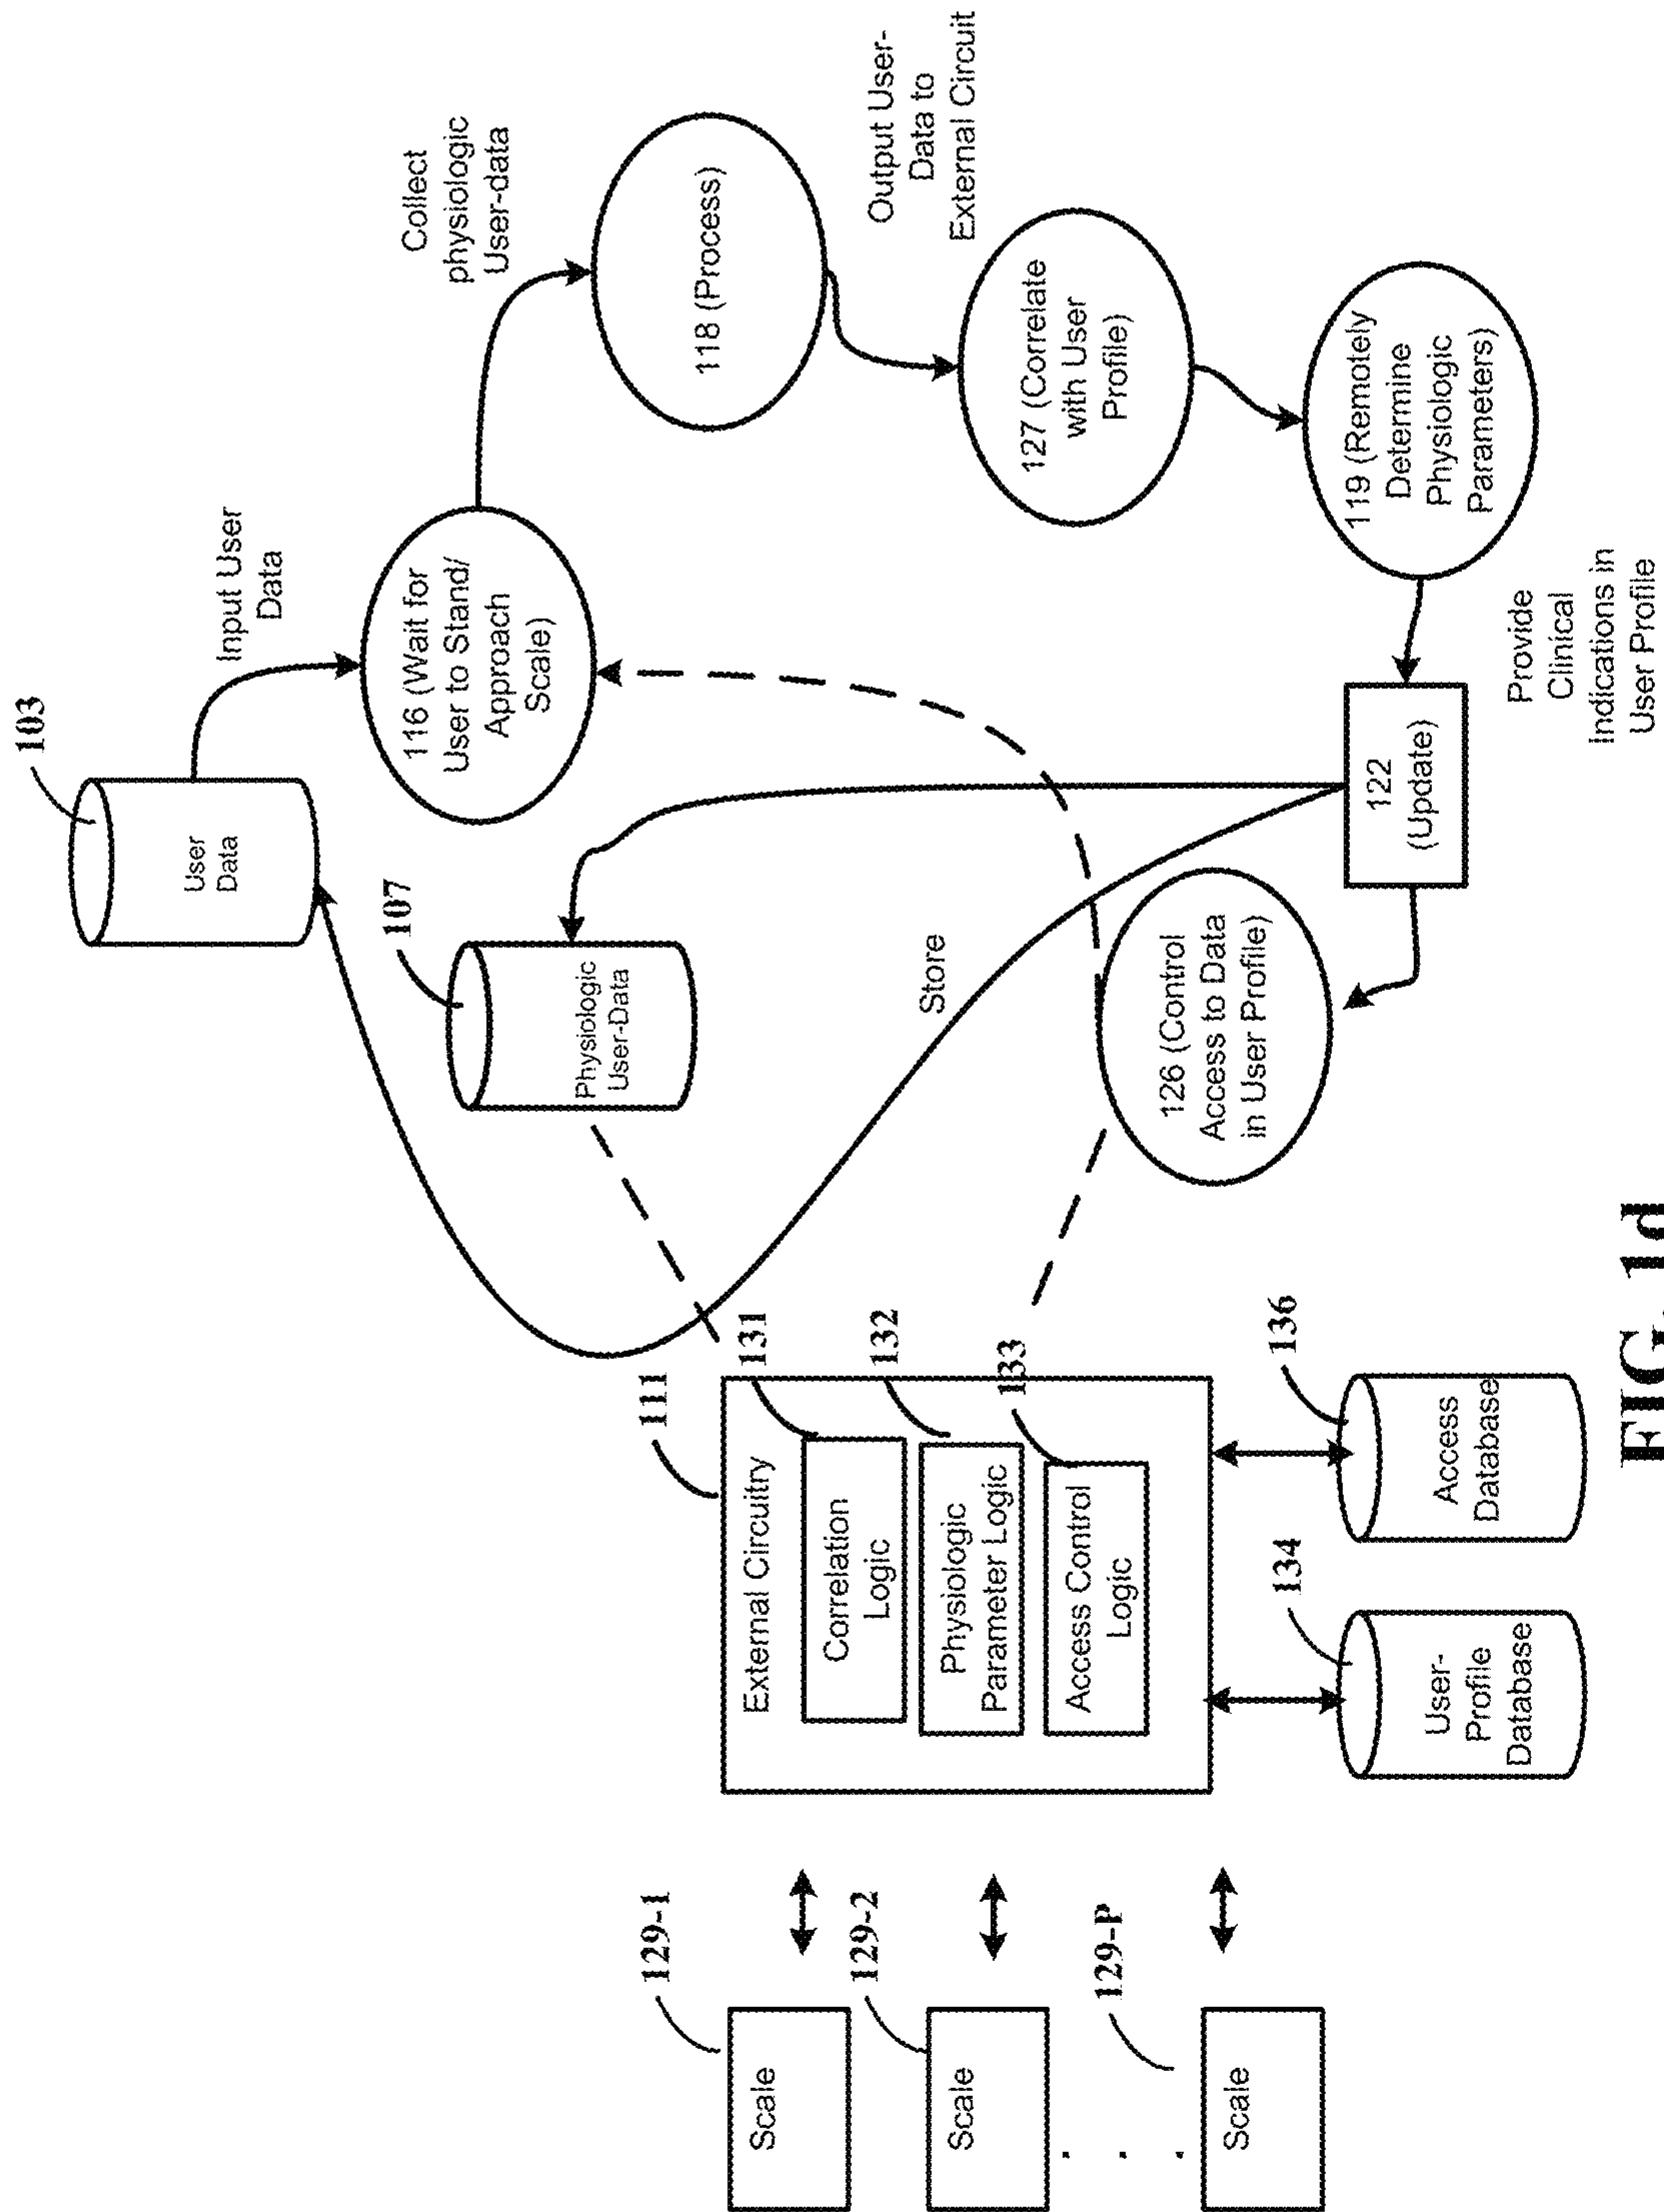 103
User
Data
Input User
Data
116 (Wait for
User to Stand/
Approach
Scale)
Collect
physiologic
User-data
118 (Process)
Output User-
Data to
External Circuit
127 (Correlate
with User
Profile)
119 (Remotely
Determine
Physiologic
Parameters)
Provide
Clinical
Indications in
User Profile
122
(Update)
107
Physiologic
User-Data
Store
126 (Control
Access to Data
in User Profile)
111
External Circuitry
131
Correlation
Logic
132
Physiologic
Parameter Logic
133
Access Control
Logic
134
User-
Profile
Database
136
Access
Database
129-1
Scale
129-2
Scale
. . .
129-P
Scale
FIG. 1d